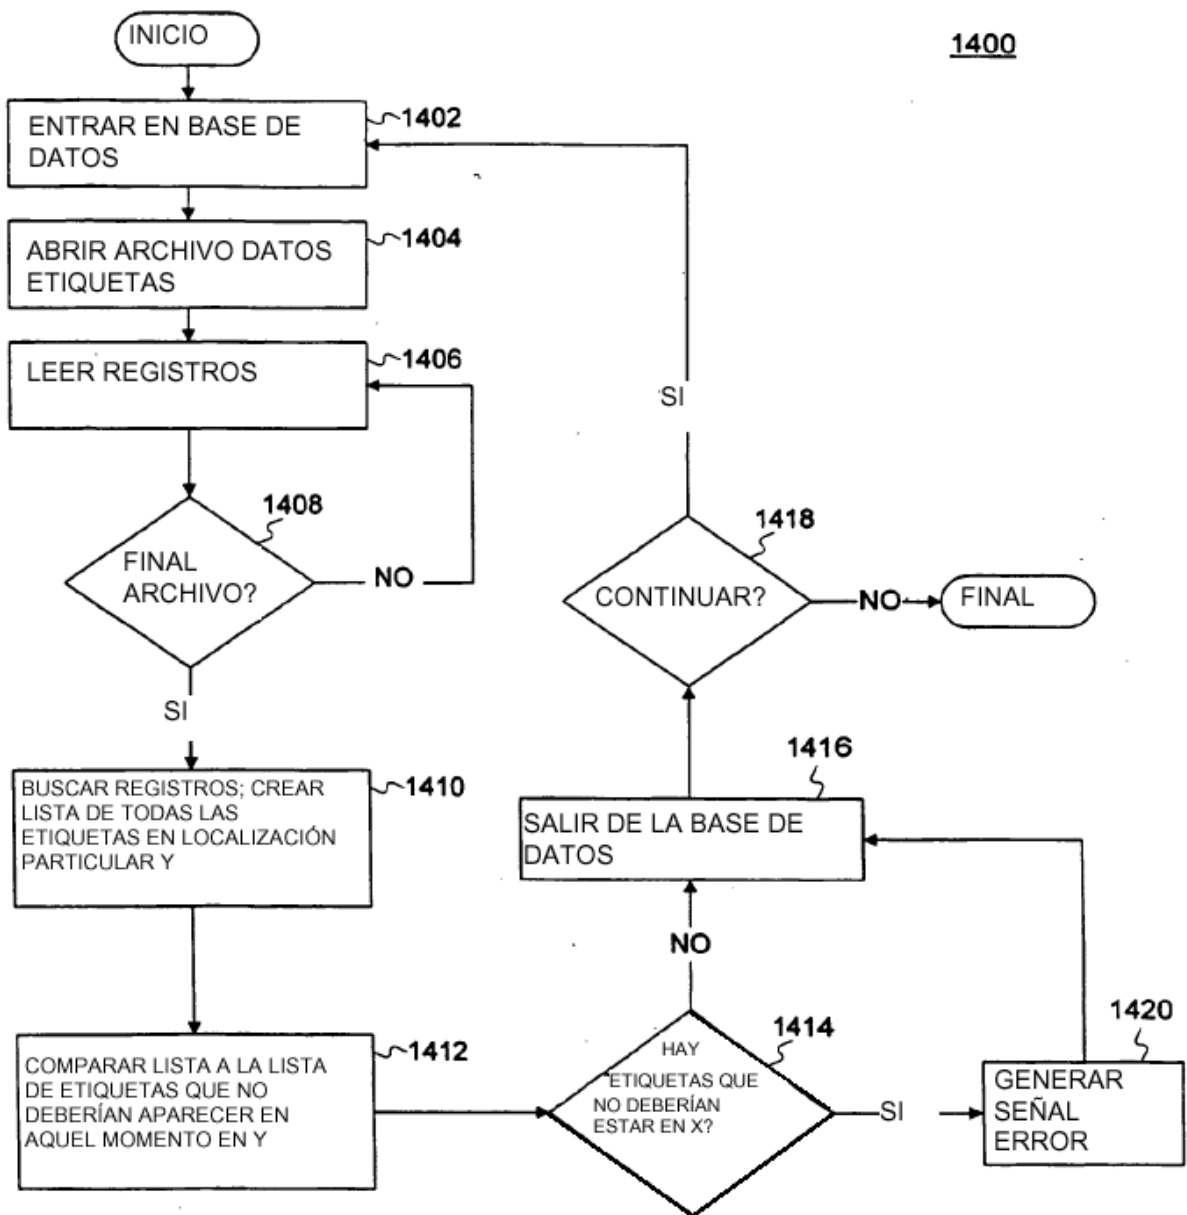 INICIO
1400
1402
ENTRAR EN BASE DE
DATOS
1404
ABRIR ARCHIVO DATOS
ETIQUETAS
1406
LEER REGISTROS
1408
FINAL
ARCHIVO?
NO
SI
1410
BUSCAR REGISTROS; CREAR
LISTA DE TODAS LAS
ETIQUETAS EN LOCALIZACIÓN
PARTICULAR Y
1412
COMPARAR LISTA A LA LISTA
DE ETIQUETAS QUE NO
DEBERÍAN APARECER EN
AQUEL MOMENTO EN Y
1414
HAY
ETIQUETAS QUE
NO DEBERÍAN
ESTAR EN X?
SI
1420
GENERAR
SEÑAL
ERROR
NO
1416
SALIR DE LA BASE DE
DATOS
1418
CONTINUAR?
NO
FINAL
SI